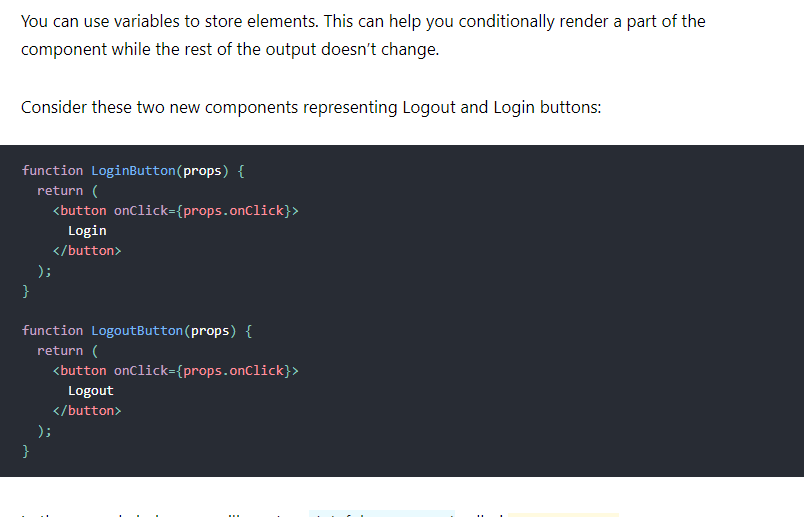 You can use variables to store elements. This can help you conditionally render a part of the
component while the rest of the output doesn’t change.
Consider these two new components representing Logout and Login buttons:
function LoginButton(props) {
  return (
    <button onClick={props.onClick}>
      Login
    </button>
  );
}
function LogoutButton(props) {
  return (
    <button onClick={props.onClick}>
      Logout
    </button>
  );
}